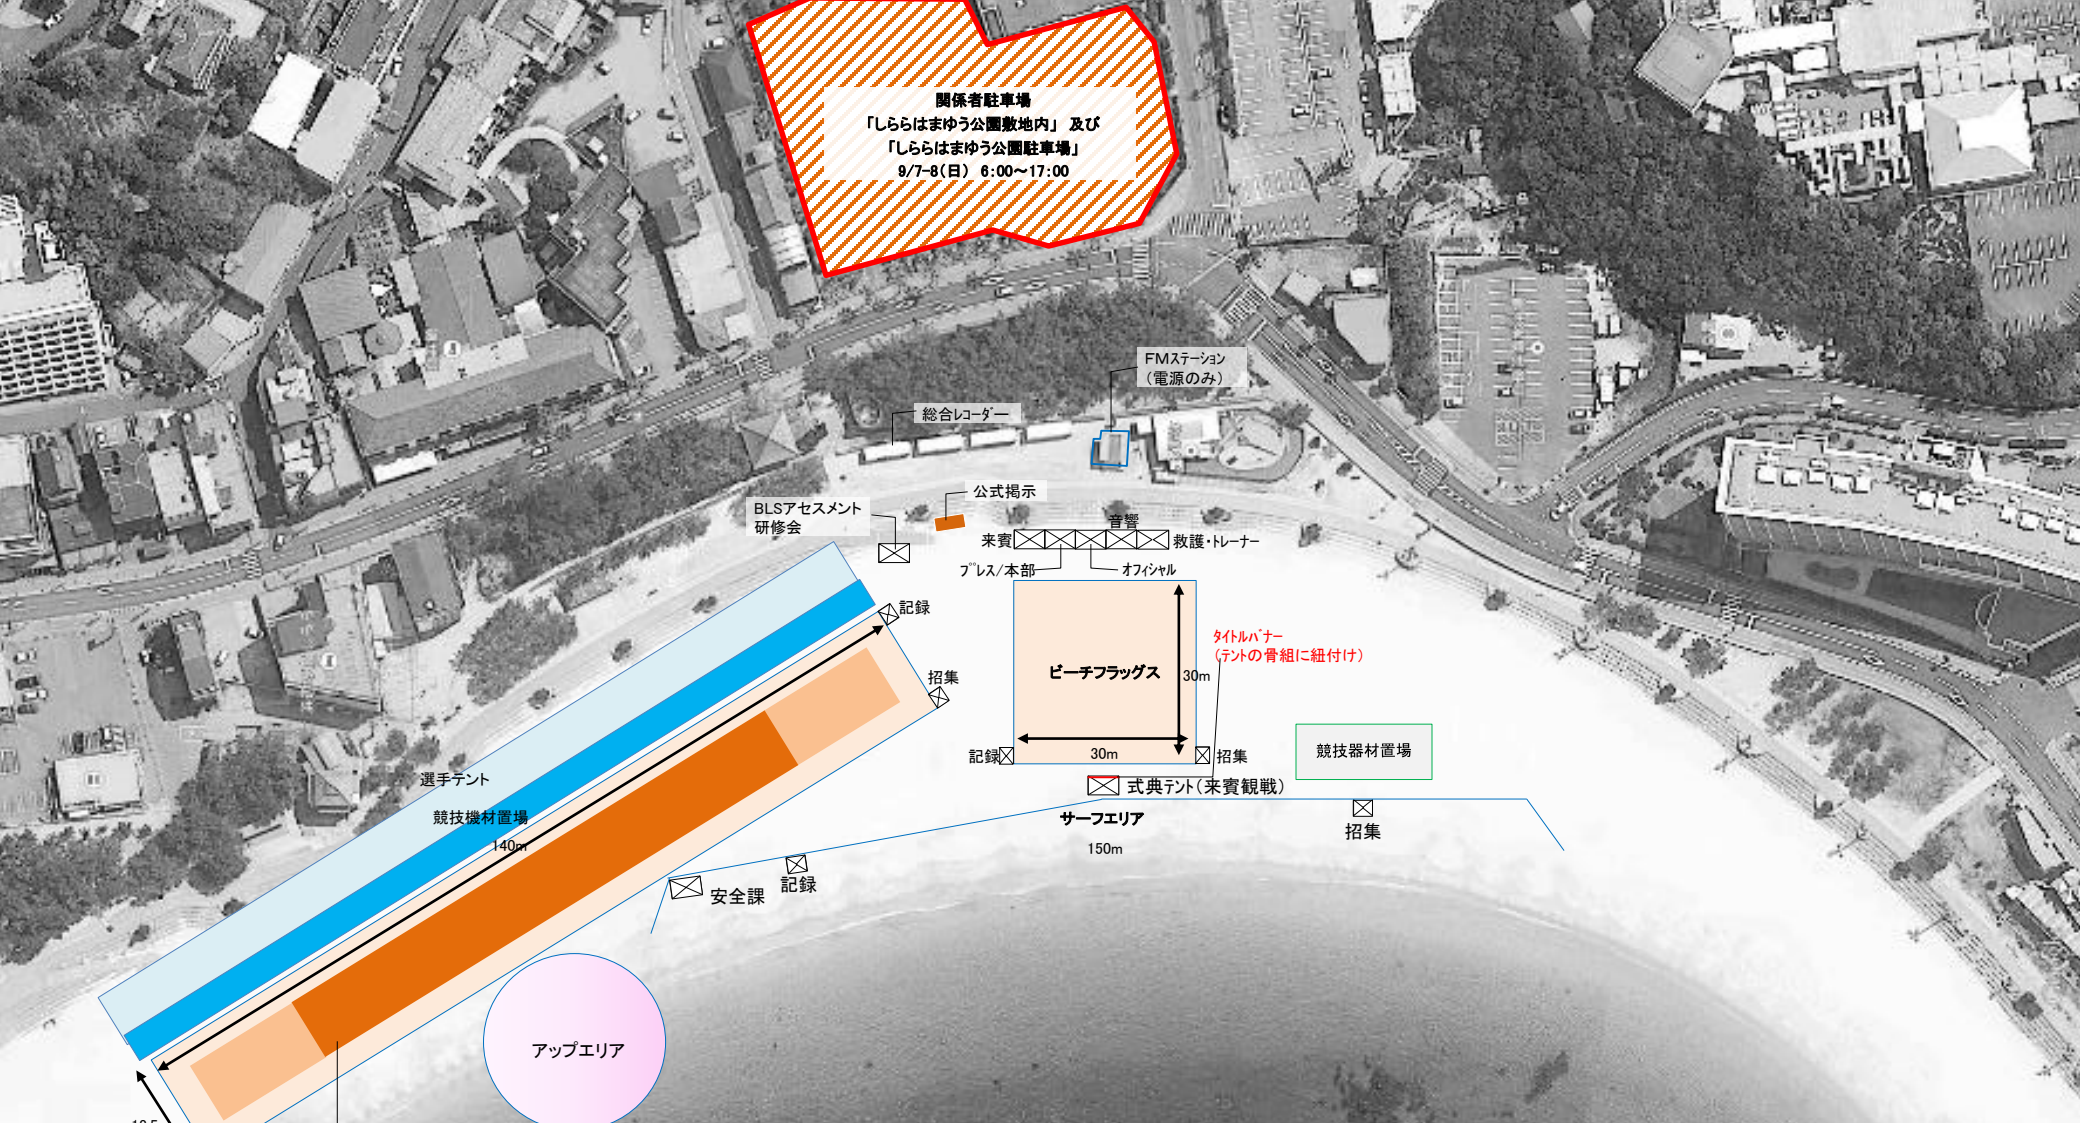 関係者駐車場
「しららはまゆう公園敷地内」 及び
「しららはまゆう公園駐車場」
9/7-8(日) 6:00～17:00
FMステーション
(電源のみ)
総合レコーダー
公式掲示
BLSアセスメント
研修会
音響
来賓
救護・トレーナー
プレス/本部
オフィシャル
記録
タイトルバナー
(テントの骨組に紐付け)
ビーチフラッグス
30m
招集
記録
30m
招集
競技器材置場
選手テント
式典テント(来賓観戦)
競技機材置場
サーフエリア
招集
140m
150m
記録
安全課
アップエリア